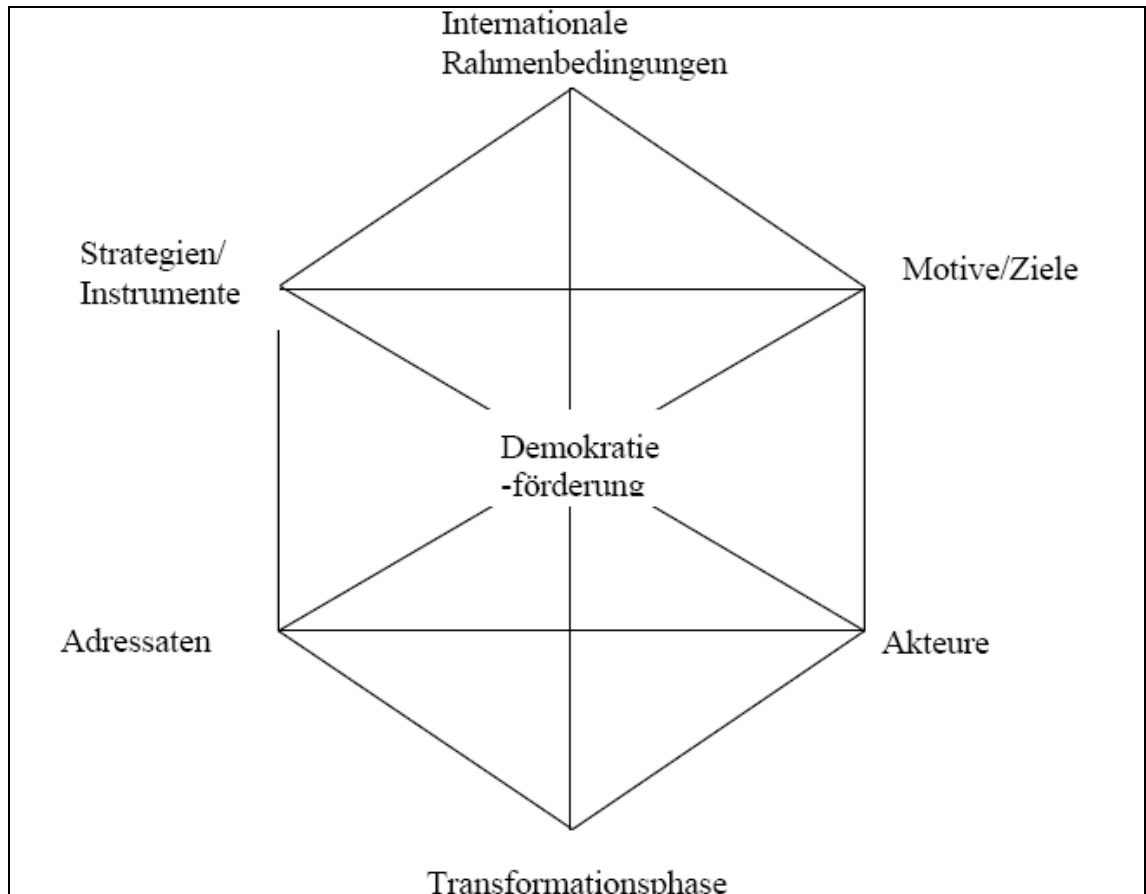 Internationale
Rahmenbedingungen
Strategien/
Instrumente
Motive/Ziele
Demokratie
-förderung
Adressaten
Akteure
Transformationsphase